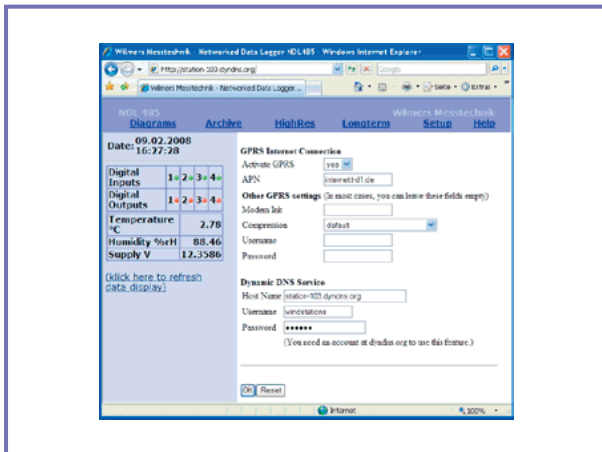 Wilmers Messtechnik - Networked Data Logger NDL485 - Windows Internet Explorer
http://station-103.dyndns.org/
Google
Wilmers Messtechnik - Networked Data Logger ...
Seite
Extras
NDL 485
Wilmers Messtechnik
Diagrams Archive HighRes Longterm Setup Help
Date: 09.02.2008
16:27:28
Digital Inputs 1 2 3 4
Digital Outputs 1 2 3 4
Temperature °C 2.78
Humidity %rH 88.46
Supply V 12.3586
(klick here to refresh
data display)
GPRS Internet Connection
Activate GPRS yes
APN internett-d1.de
Other GPRS settings (In most cases, you can leave these fields empty)
Modem Init
Compression default
Username
Password
Dynamic DNS Service
Host Name station-103.dyndns.org
Username windstations
Password ••••••
(You need an account at dyndns.org to use this feature.)
OK Reset
Internet
100%